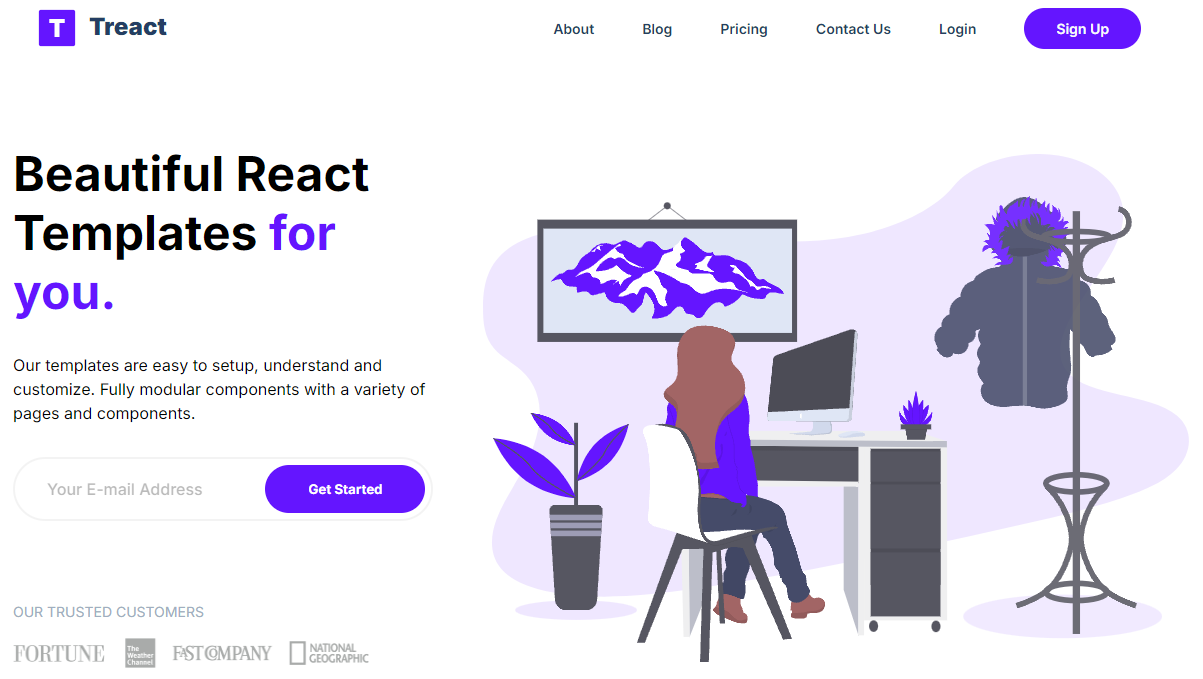 T Treact
About Blog Pricing Contact Us Login Sign Up
Beautiful React
Templates for
you.
Our templates are easy to setup, understand and
customize. Fully modular components with a variety of
pages and components.
Your E-mail Address Get Started
OUR TRUSTED CUSTOMERS
FORTUNE
The
Weather
Channel
FAST COMPANY
NATIONAL
GEOGRAPHIC